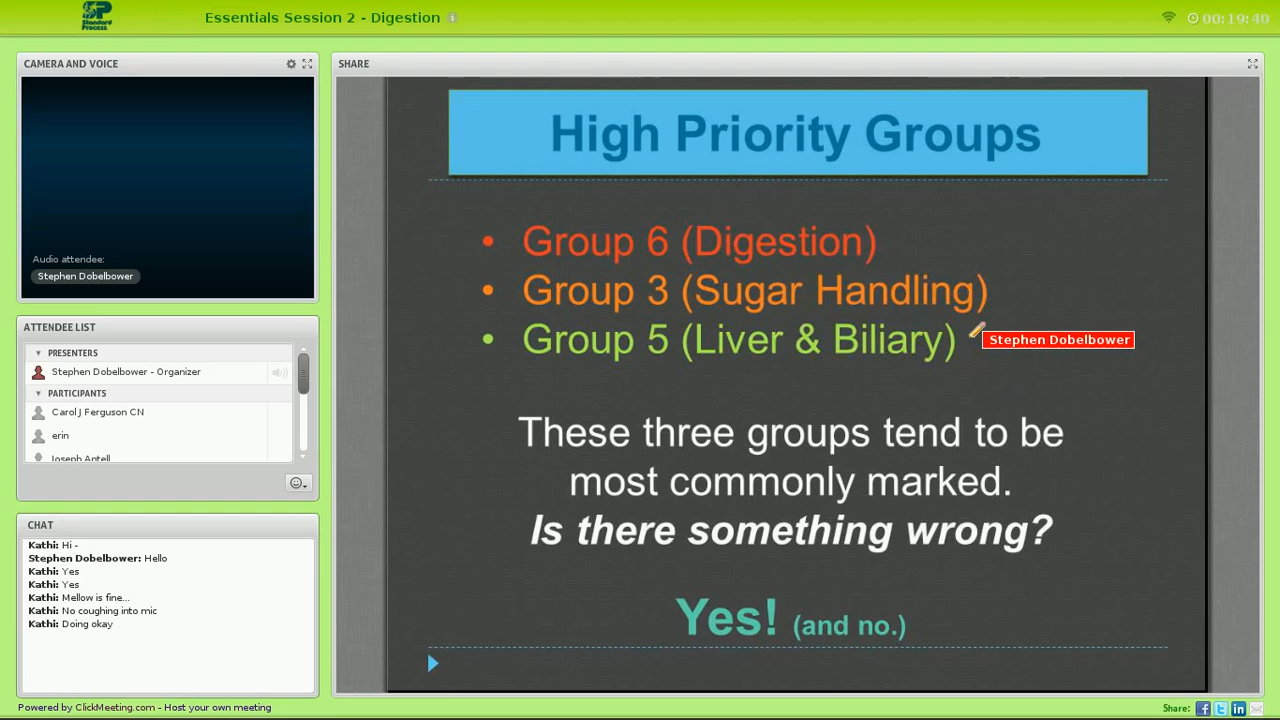 SP
Standard
Process
Essentials Session 2 - Digestion
00:19:40
CAMERA AND VOICE
Audio attendee:
Stephen Dobelbower
ATTENDEE LIST
PRESENTERS
Stephen Dobelbower - Organizer
PARTICIPANTS
Carol J Ferguson CN
erin
Joseph Antell
CHAT
Kathi: Hi -
Stephen Dobelbower: Hello
Kathi: Yes
Kathi: Yes
Kathi: Mellow is fine...
Kathi: No coughing into mic
Kathi: Doing okay
SHARE
High Priority Groups
• Group 6 (Digestion)
• Group 3 (Sugar Handling)
• Group 5 (Liver & Biliary)
Stephen Dobelbower
These three groups tend to be
most commonly marked.
Is there something wrong?
Yes! (and no.)
Powered by ClickMeeting.com - Host your own meeting
Share: